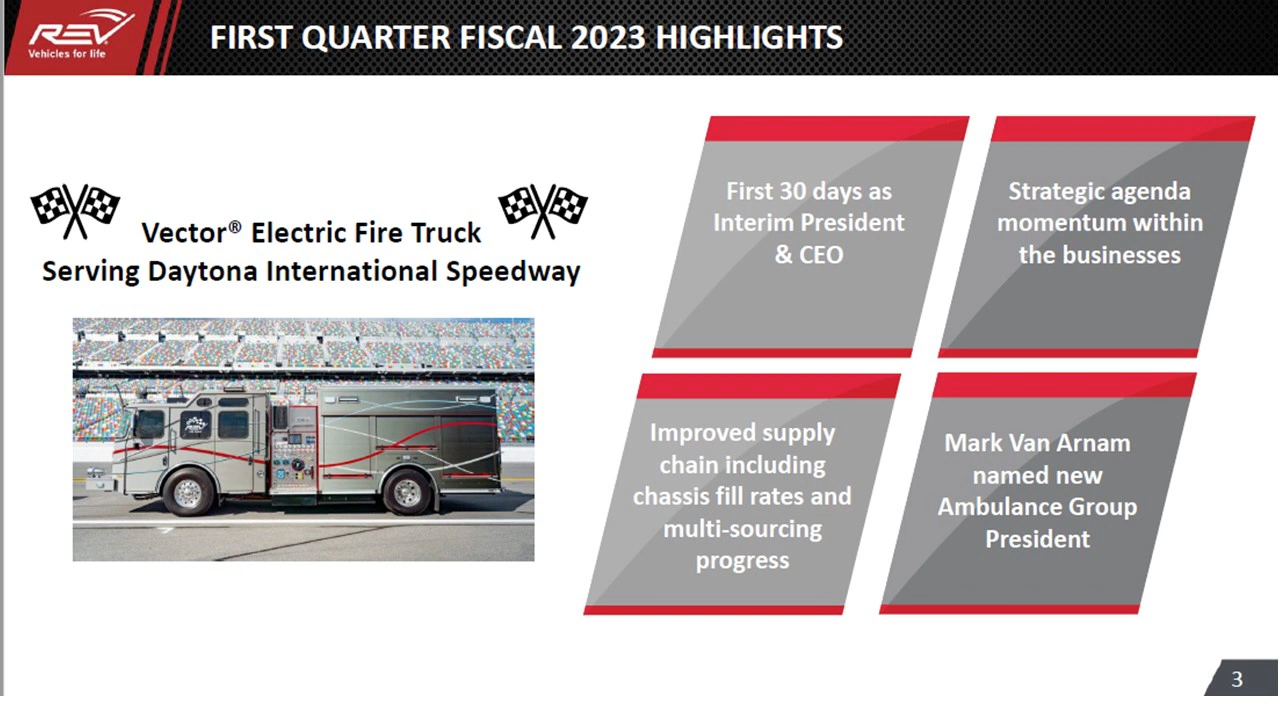 REV
Vehicles for life
FIRST QUARTER FISCAL 2023 HIGHLIGHTS
Vector® Electric Fire Truck
Serving Daytona International Speedway
First 30 days as
Interim President
& CEO
Strategic agenda
momentum within
the businesses
Improved supply
chain including
chassis fill rates and
multi-sourcing
progress
Mark Van Arnam
named new
Ambulance Group
President
REV
3